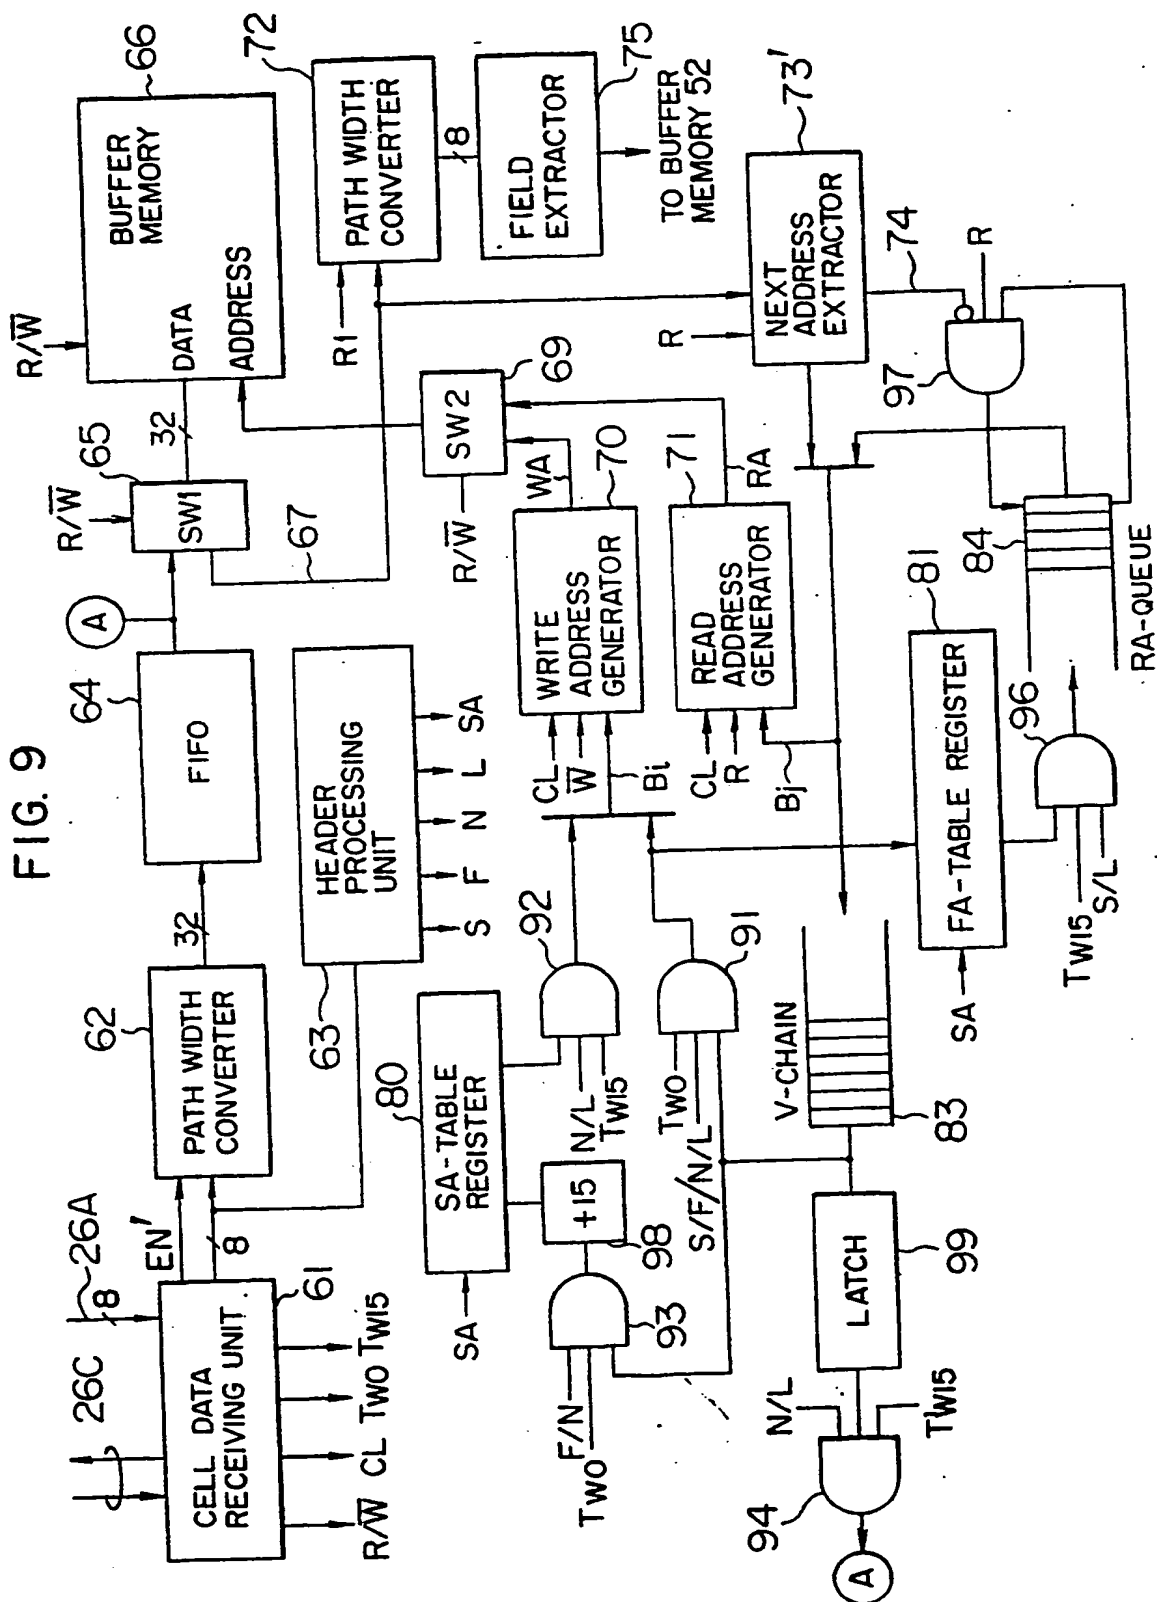 FIG. 9
26C
26A
8
CELL DATA
RECEIVING UNIT
61
R/W̅
CL
TW0
TW15
EN'
8
PATH WIDTH
CONVERTER
62
32
FIFO
64
A
R/W̅
65
SW1
32
67
R/W̅
66
BUFFER
MEMORY
DATA
ADDRESS
HEADER
PROCESSING
UNIT
63
S
F
N
L
SA
72
PATH WIDTH
CONVERTER
R1
8
FIELD
EXTRACTOR
75
TO BUFFER
MEMORY 52
SW2
69
R/W̅
WA
WRITE
ADDRESS
GENERATOR
70
CL
W̅
Bi
READ
ADDRESS
GENERATOR
71
RA
CL
R
Bj
NEXT
ADDRESS
EXTRACTOR
73'
R
74
R
97
SA
SA-TABLE
REGISTER
80
+15
98
93
F/N
TW0
N/L
TW15
92
TW0
S/F/N/L
91
V-CHAIN
83
LATCH
99
N/L
TW15
94
A
SA
FA-TABLE REGISTER
81
TW15
S/L
96
84
RA-QUEUE